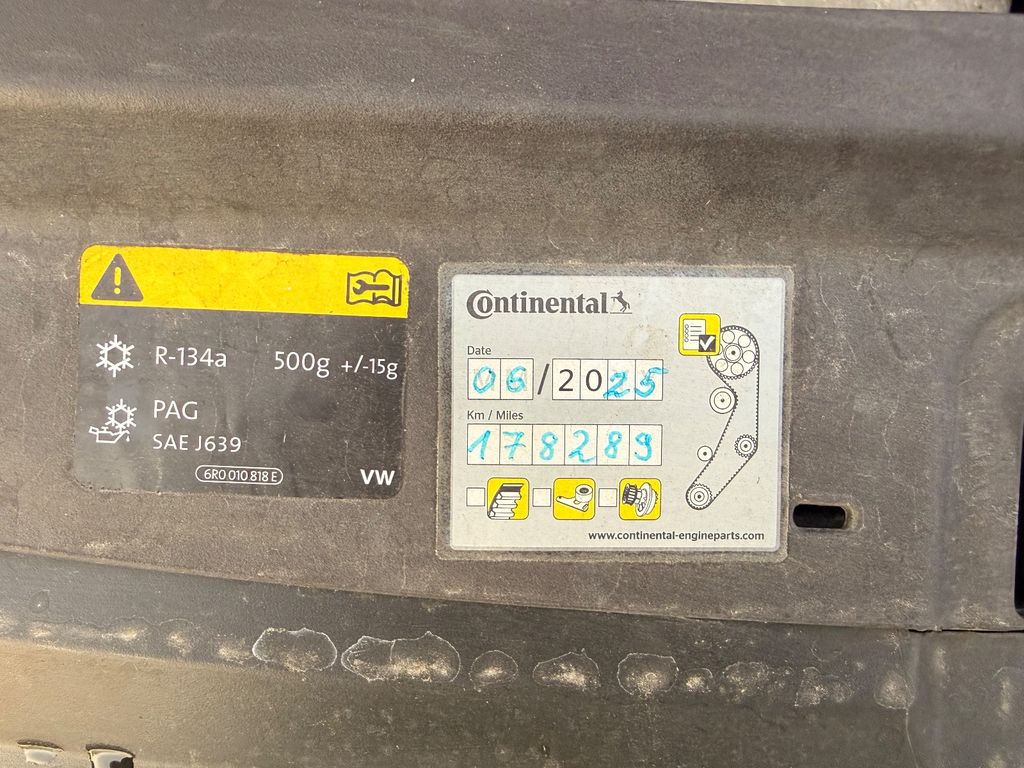 R-134a 500g +/-15g
PAG
SAE J639
6R0 010 818 E
VW
Continental
Date
06/2025
Km / Miles
178289
www.continental-engineparts.com